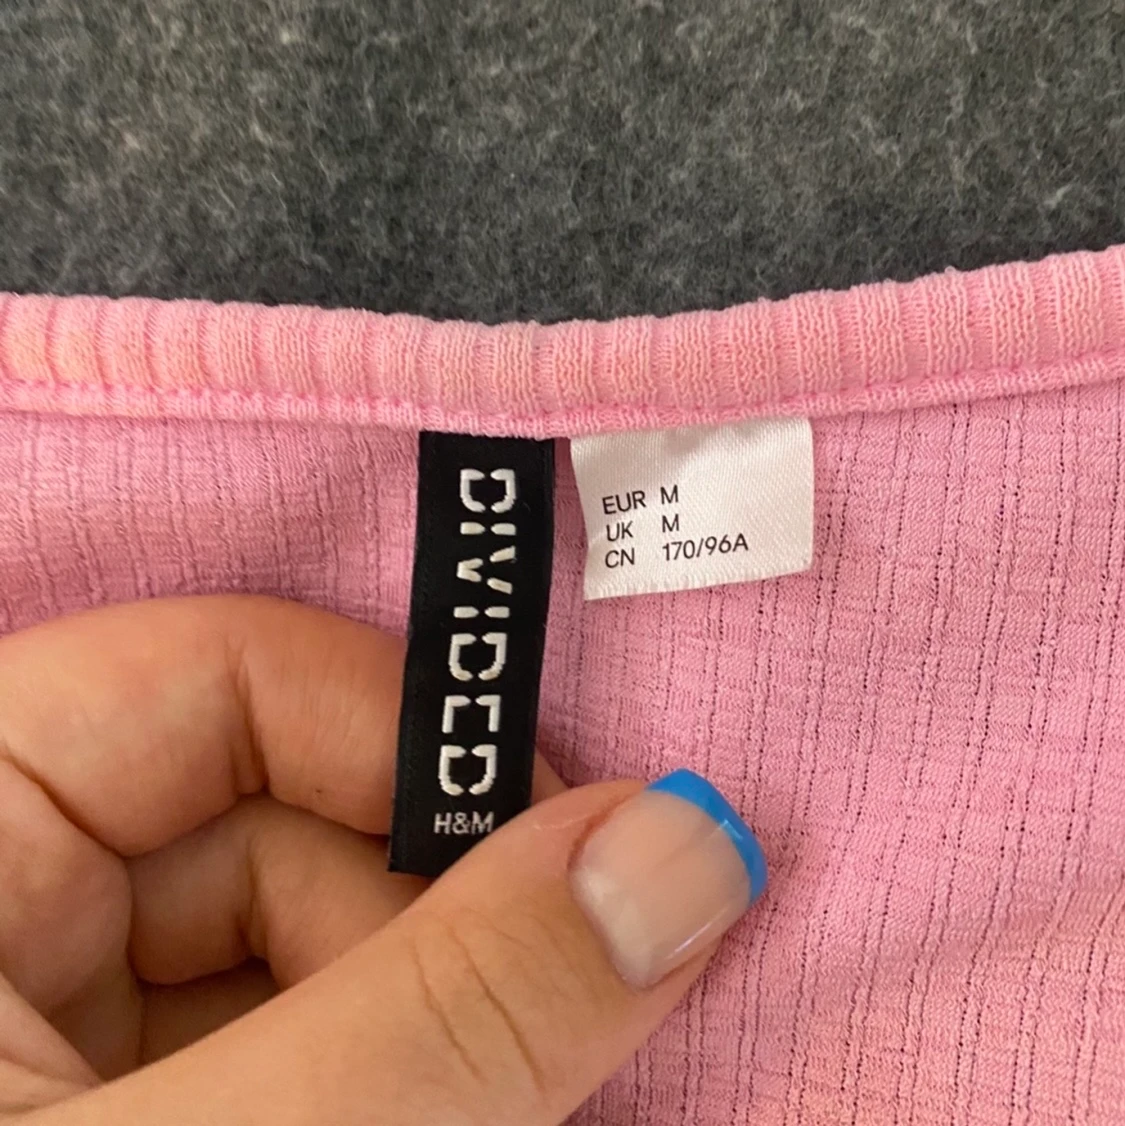 DIVIDED
H&M
EUR M
UK M
CN 170/96A